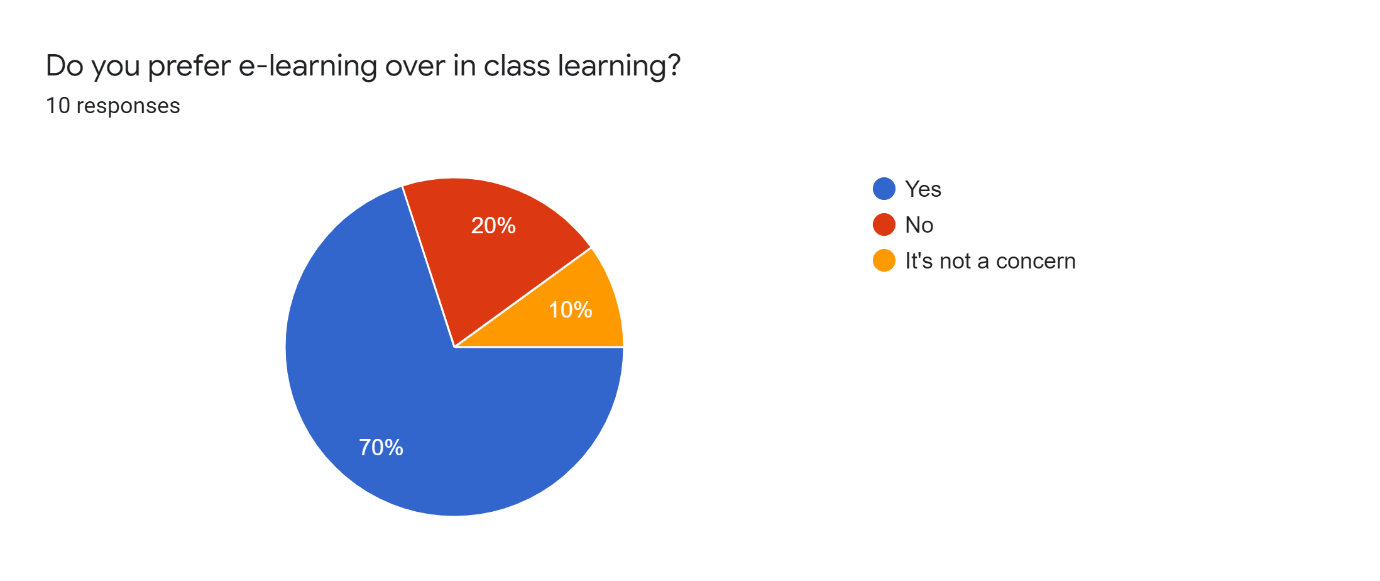 Do you prefer e-learning over in class learning?
10 responses
Yes
No
It's not a concern
20%
10%
70%